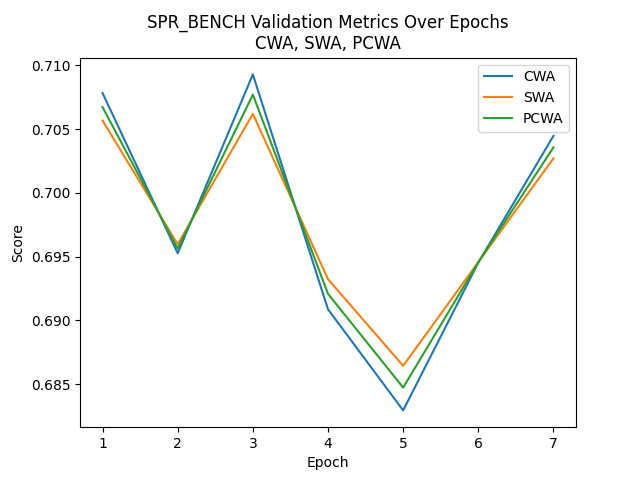 SPR_BENCH Validation Metrics Over Epochs
CWA, SWA, PCWA
0.710
0.705
0.700
0.695
0.690
0.685
Score
CWA
SWA
PCWA
1 2 3 4 5 6 7
Epoch